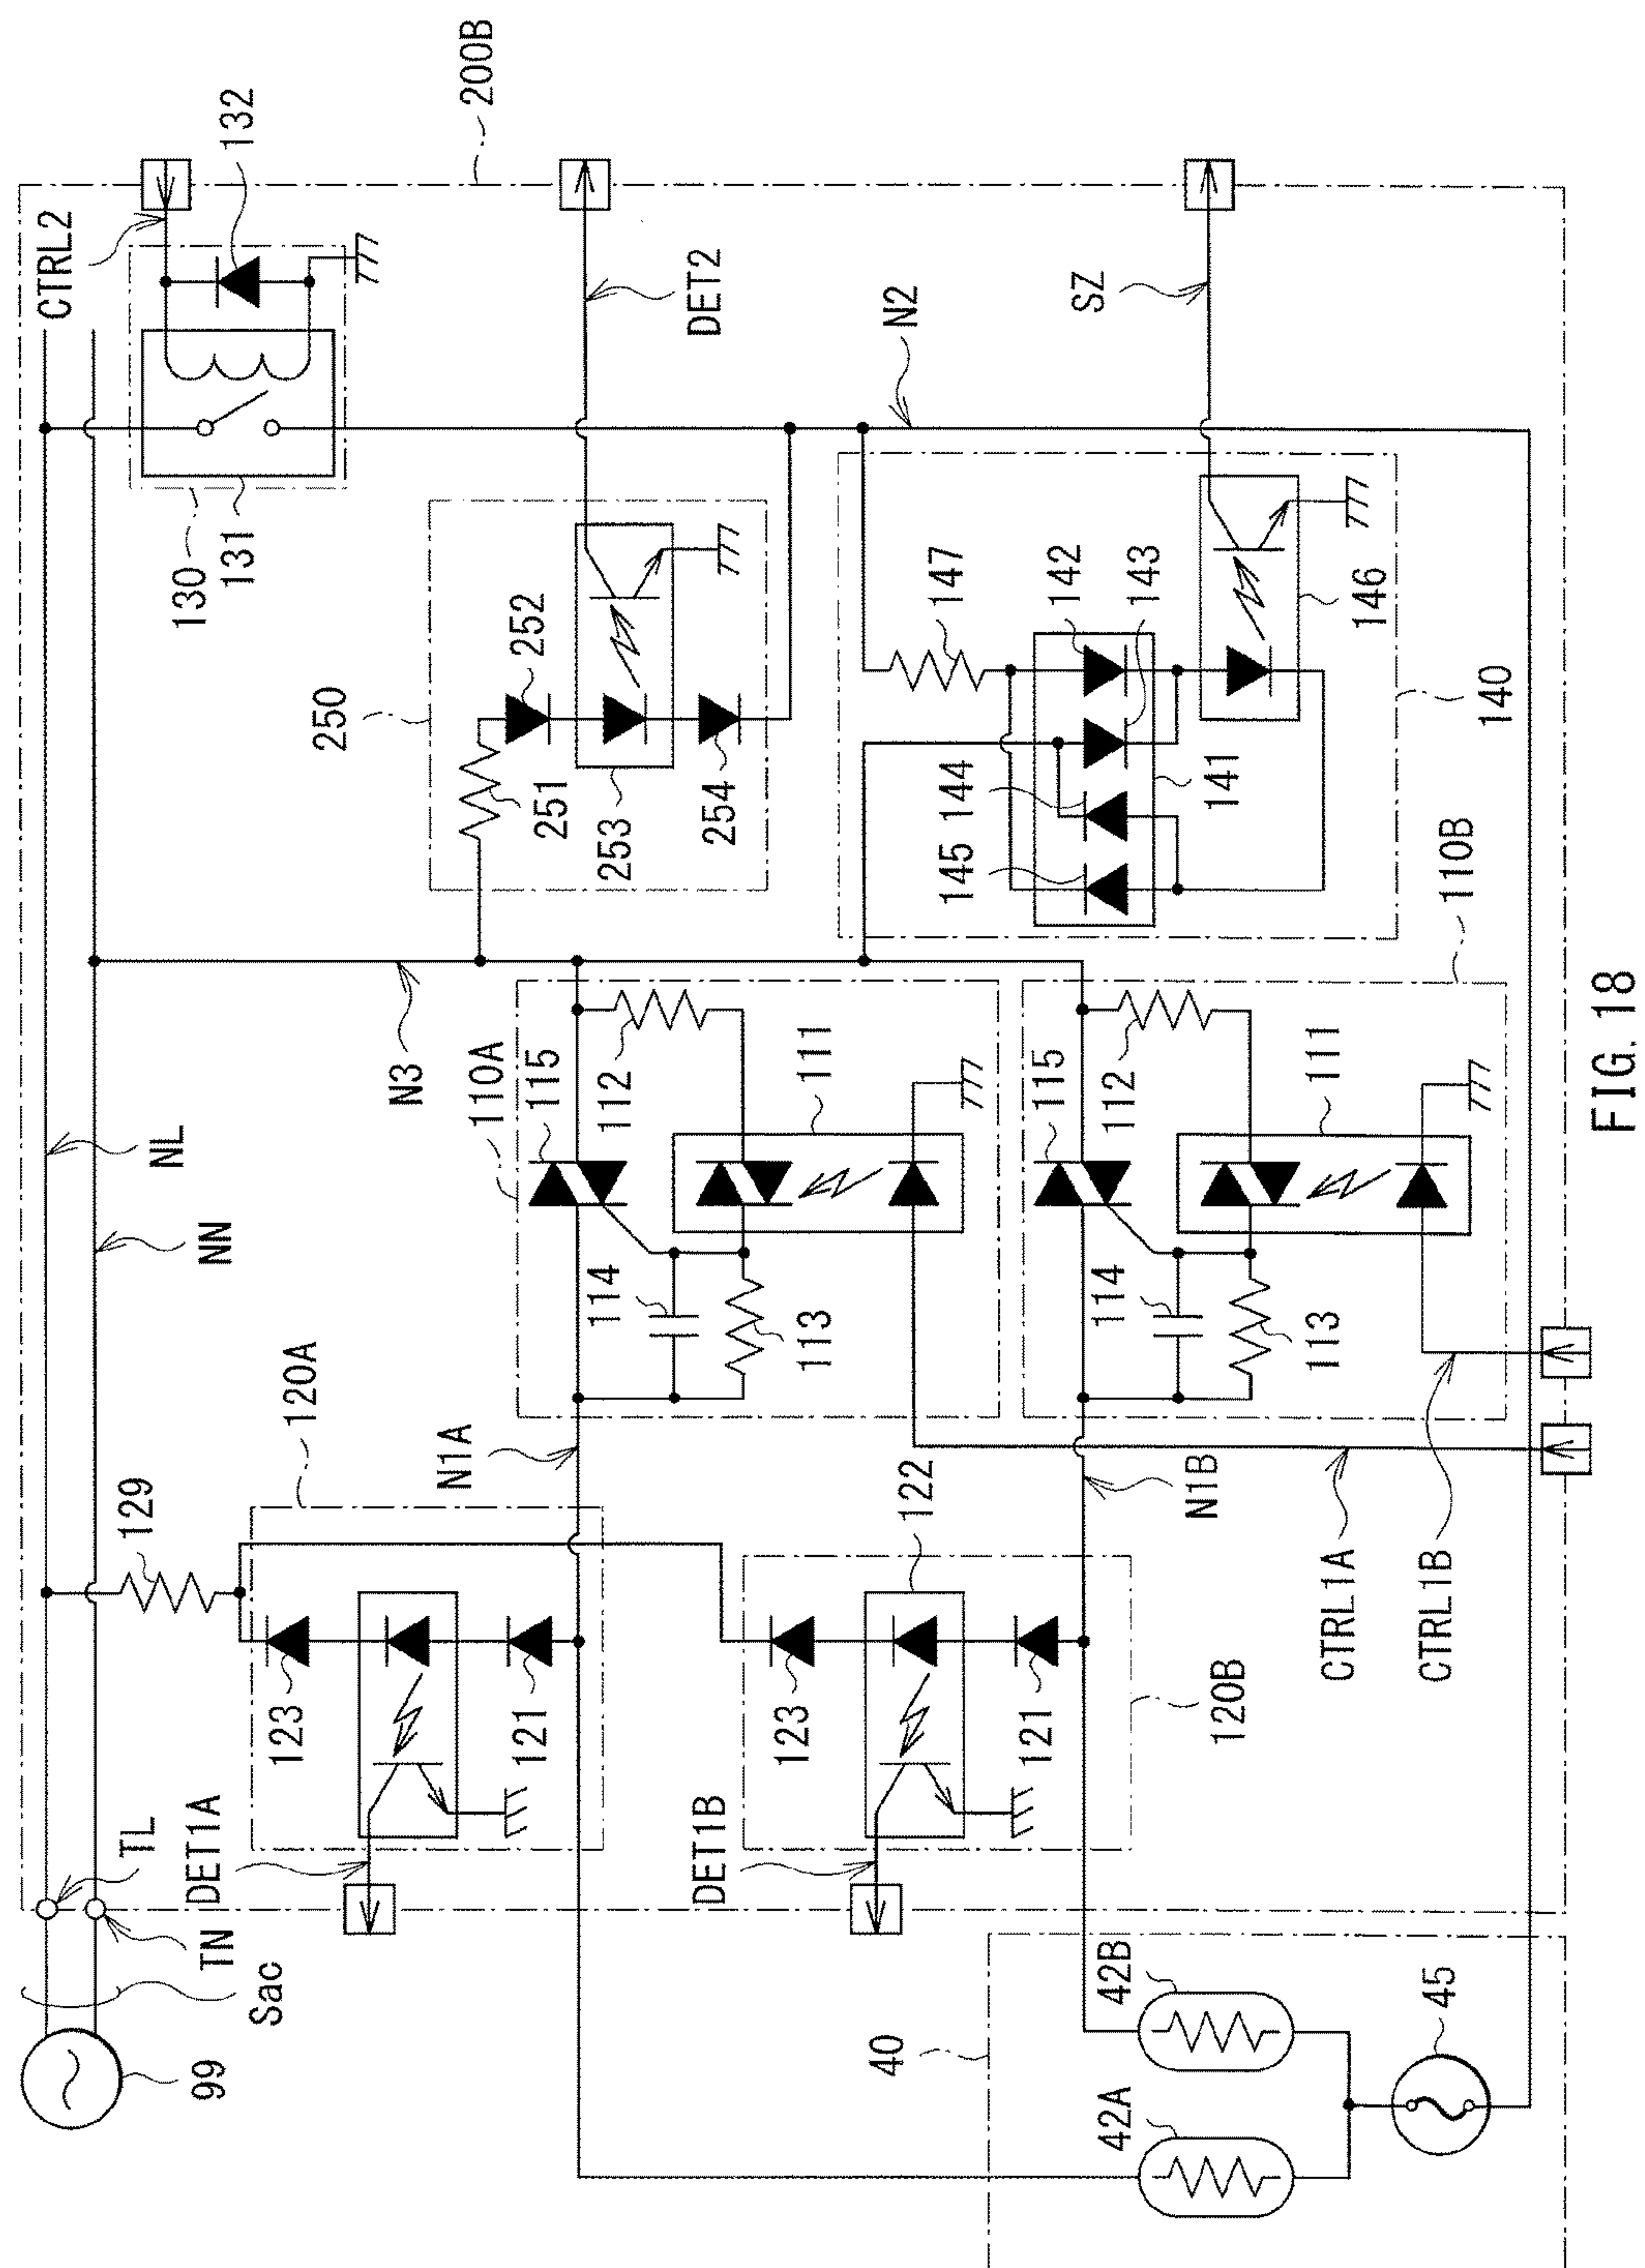 200B
CTRL2
132
130
131
DET2
SZ
N2
250
252
251
253
254
147
142
143
144
145
141
146
140
NL
NN
N3
110A
115
112
111
114
113
110B
115
112
111
114
113
129
120A
N1A
122
N1B
123
121
123
121
120B
CTRL1A
CTRL1B
TL
TN
Sac
99
DET1A
DET1B
40
42A
42B
45
FIG. 18